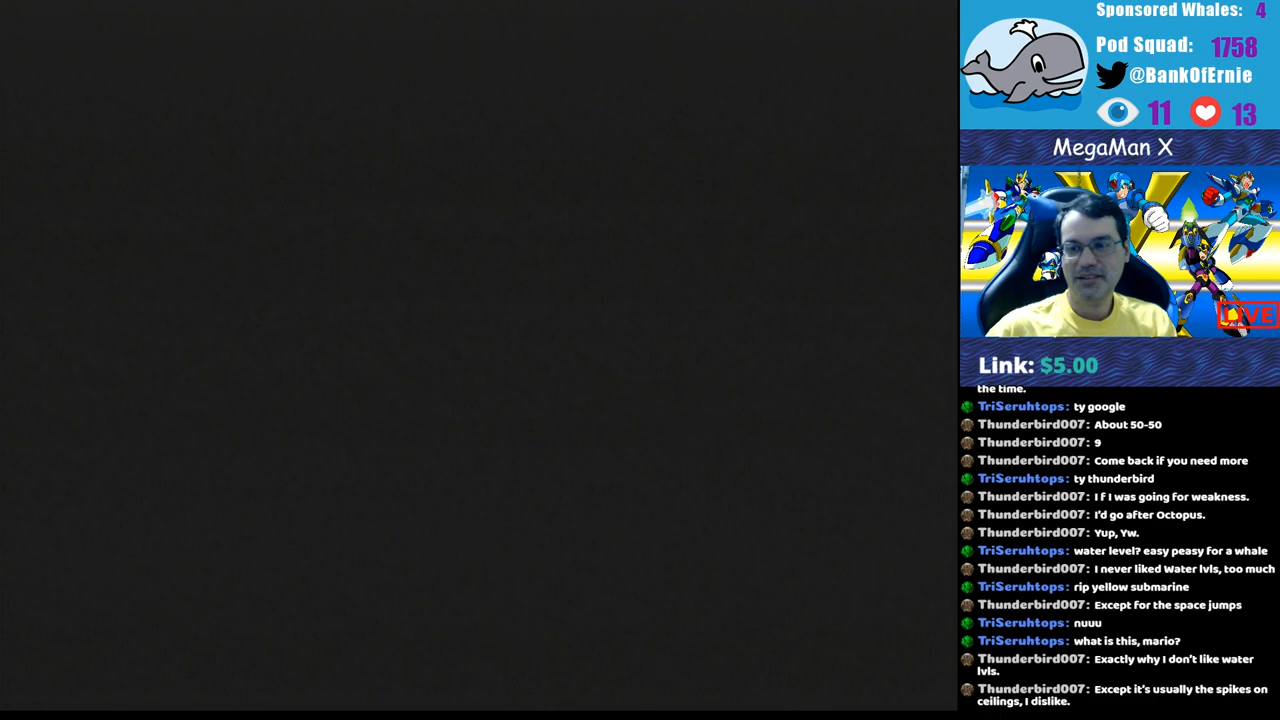 Sponsored Whales: 4
Pod Squad: 1758
@BankOfErnie
11 13
MegaMan X
LIVE
Link: $5.00
the time.
TriSeruhtops: ty google
Thunderbird007: About 50-50
Thunderbird007: 9
Thunderbird007: Come back if you need more
TriSeruhtops: ty thunderbird
Thunderbird007: I f I was going for weakness.
Thunderbird007: I'd go after Octopus.
Thunderbird007: Yup, Yw.
TriSeruhtops: water level? easy peasy for a whale
Thunderbird007: I never liked Water lvls, too much
TriSeruhtops: rip yellow submarine
Thunderbird007: Except for the space jumps
TriSeruhtops: nuuu
TriSeruhtops: what is this, mario?
Thunderbird007: Exactly why I don't like water
lvls.
Thunderbird007: Except it's usually the spikes on
ceilings, I dislike.